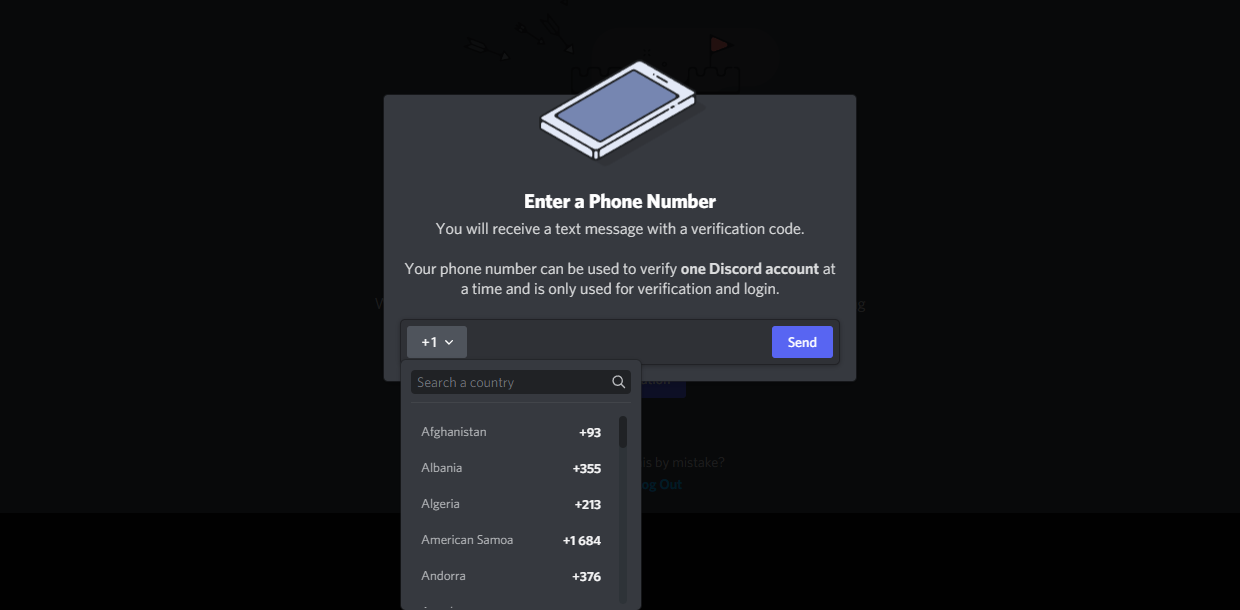 Enter a Phone Number
You will receive a text message with a verification code.
Your phone number can be used to verify one Discord account at
a time and is only used for verification and login.
+1
Send
Search a country
Afghanistan +93
Albania +355
Algeria +213
American Samoa +1 684
Andorra +376
is by mistake?
og Out